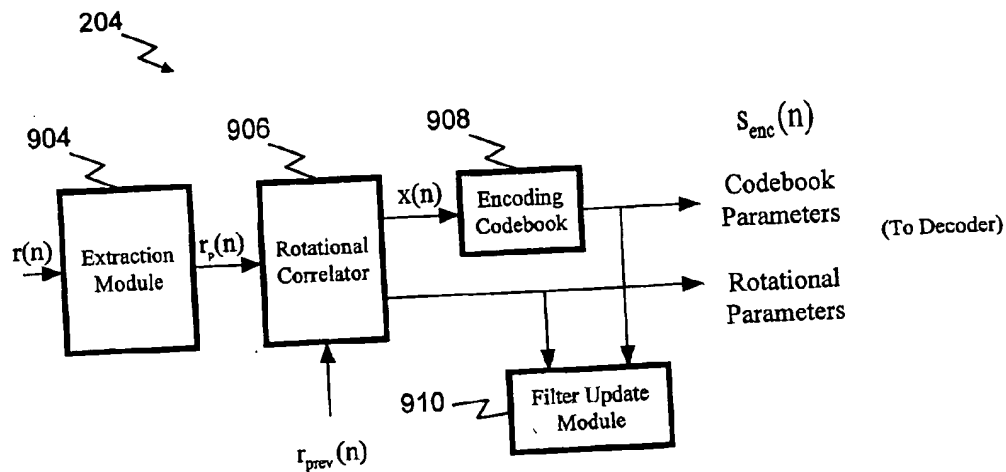 204
904
906
908
s_enc(n)
r(n)
Extraction
Module
r_p(n)
Rotational
Correlator
x(n)
Encoding
Codebook
Codebook
Parameters
(To Decoder)
Rotational
Parameters
910
Filter Update
Module
r_prev(n)